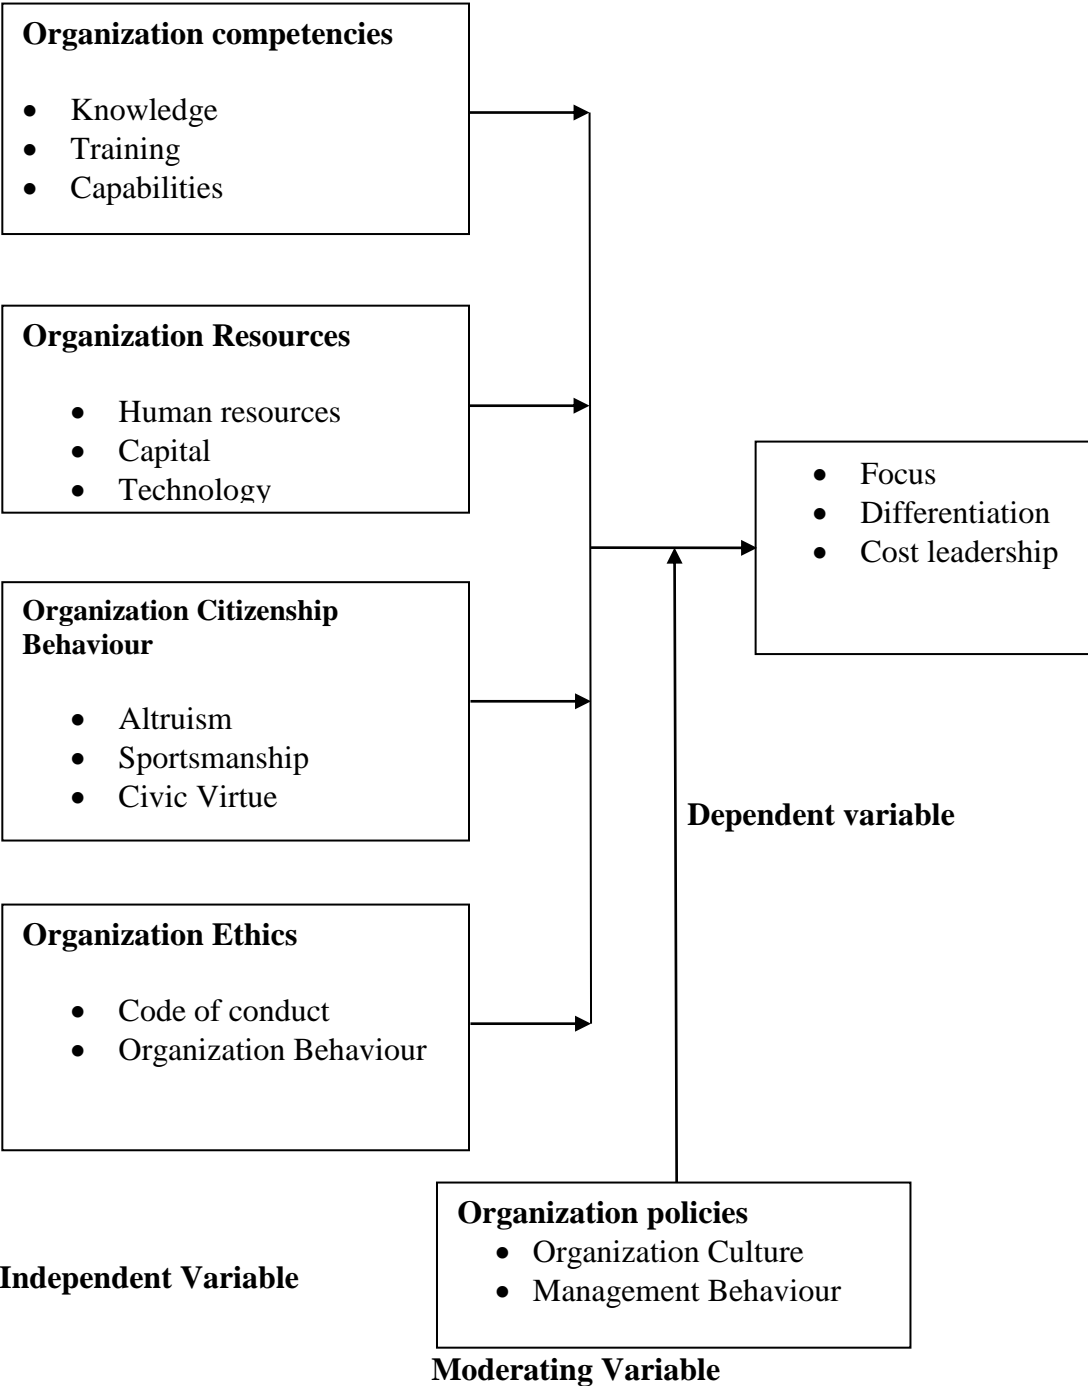 Organization competencies
• Knowledge
• Training
• Capabilities
Organization Resources
• Human resources
• Capital
• Technology
• Focus
• Differentiation
• Cost leadership
Organization Citizenship
Behaviour
• Altruism
• Sportsmanship
• Civic Virtue
Dependent variable
Organization Ethics
• Code of conduct
• Organization Behaviour
Organization policies
• Organization Culture
• Management Behaviour
Independent Variable
Moderating Variable